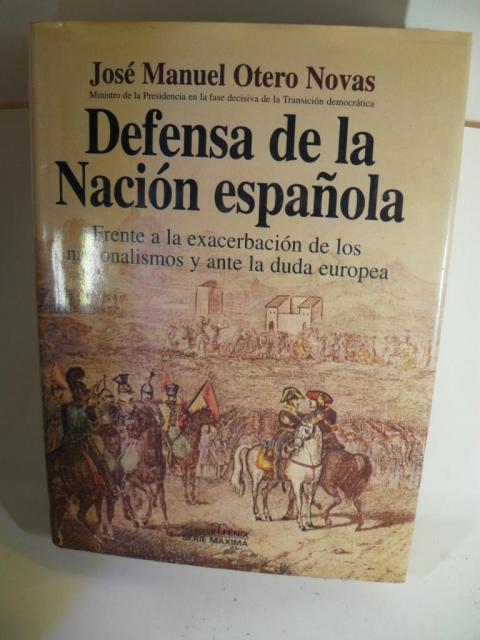 José Manuel Otero Novas
Ministro de la Presidencia en la fase decisiva de la Transición democrática
Defensa de la
Nación española
Frente a la exacerbación de los
nacionalismos y ante la duda europea
FENIX
SERIE MAXIMA